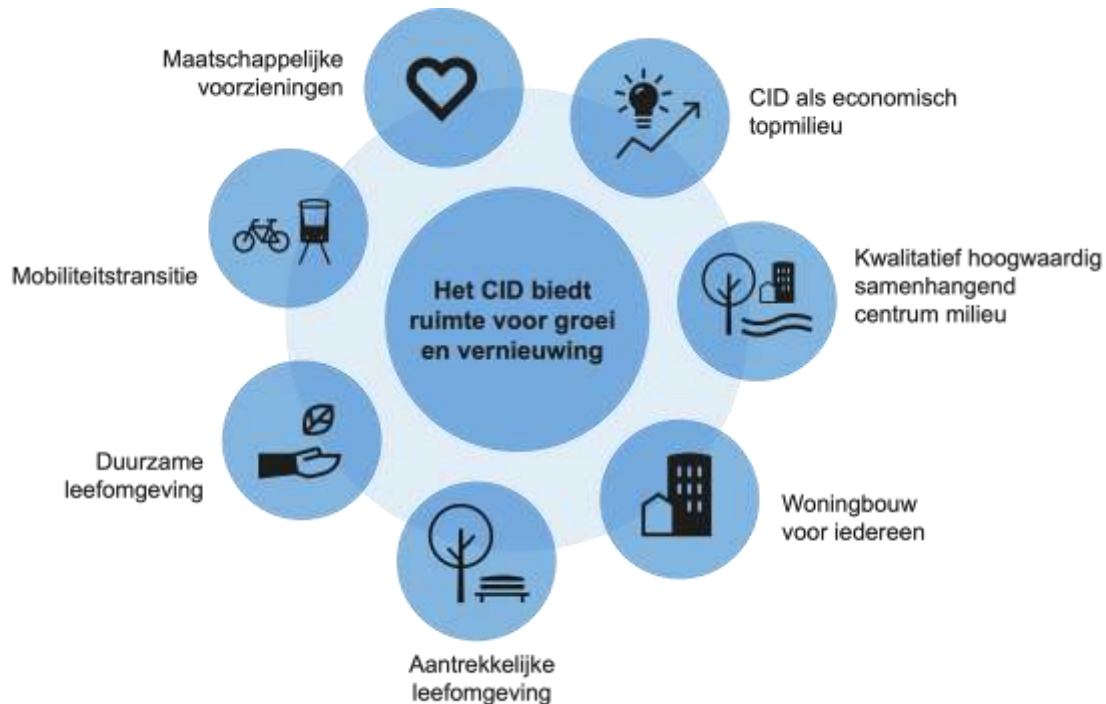 Maatschappelijke
voorzieningen
CID als economisch
topmilieu
Mobiliteitstransitie
Het CID biedt
ruimte voor groei
en vernieuwing
Kwalitatief hoogwaardig
samenhangend
centrum milieu
Duurzame
leefomgeving
Woningbouw
voor iedereen
Aantrekkelijke
leefomgeving